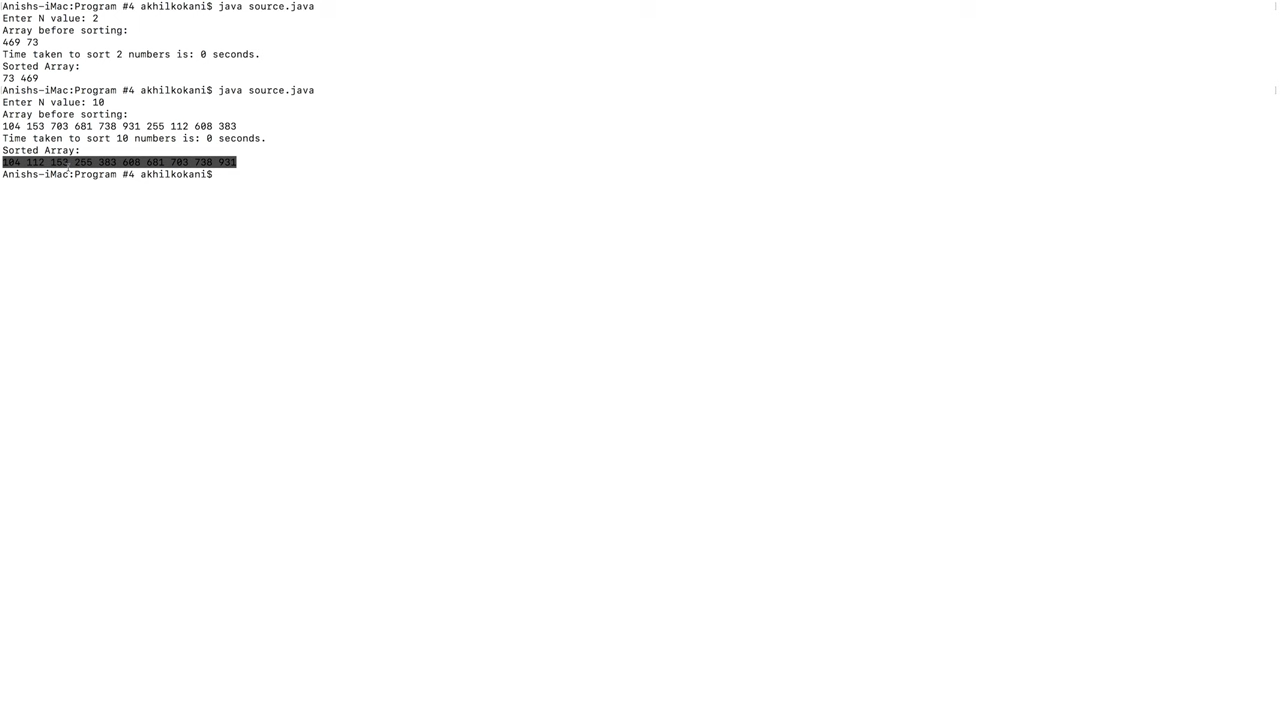 Anishs-iMac:Program #4 akhilkokani$ java source.java
Enter N value: 2
Array before sorting:
469 73
Time taken to sort 2 numbers is: 0 seconds.
Sorted Array:
73 469
Anishs-iMac:Program #4 akhilkokani$ java source.java
Enter N value: 10
Array before sorting:
104 153 703 681 738 931 255 112 608 383
Time taken to sort 10 numbers is: 0 seconds.
Sorted Array:
104 112 153 255 383 608 681 703 738 931
Anishs-iMac:Program #4 akhilkokani$